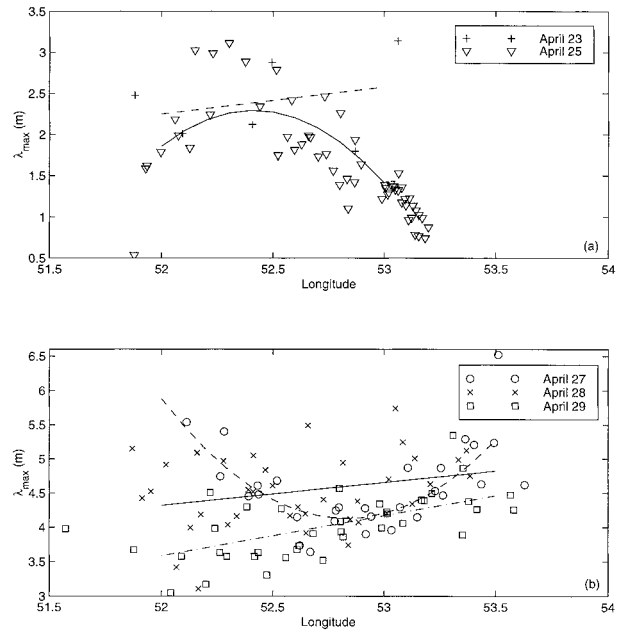 3.5
3
2.5
2
1.5
1
0.5
λmax (m)
+ + April 23
▽ ▽ April 25
(a)
51.5 52 52.5 53 53.5 54
Longitude
6.5
6
5.5
5
4.5
4
3.5
3
λmax (m)
○ ○ April 27
× × April 28
□ □ April 29
(b)
51.5 52 52.5 53 53.5 54
Longitude